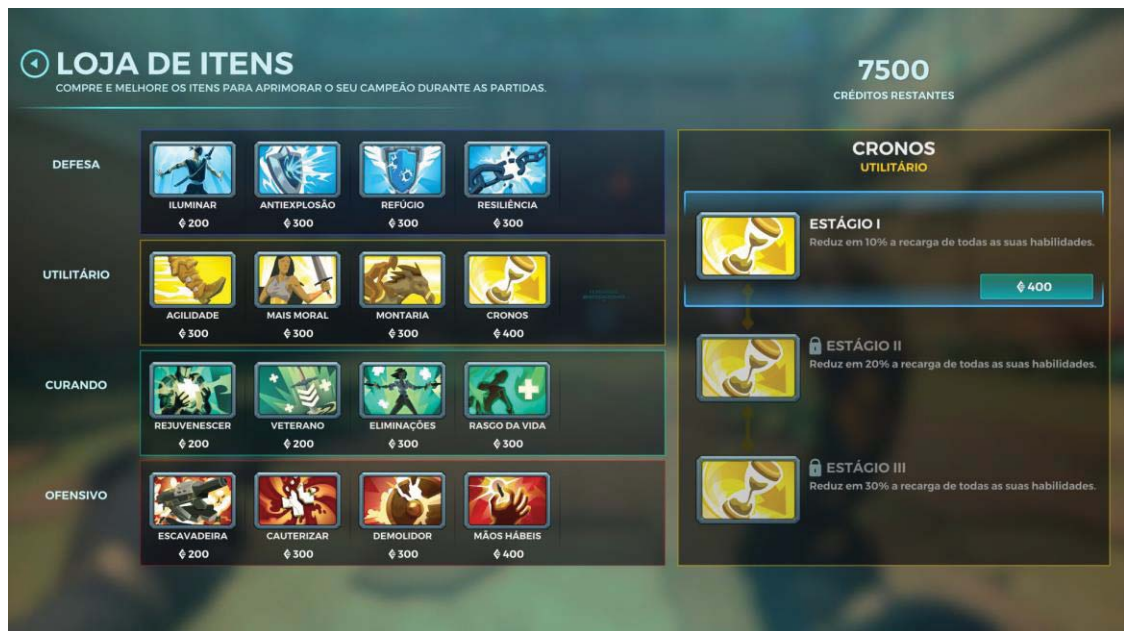 LOJA DE ITENS
COMPRE E MELHORE OS ITENS PARA APRIMORAR O SEU CAMPEÃO DURANTE AS PARTIDAS.
7500
CRÉDITOS RESTANTES
DEFESA
ILUMINAR
200
ANTIEXPLOSÃO
300
REFÚGIO
300
RESILIÊNCIA
300
UTILITÁRIO
AGILIDADE
300
MAIS MORAL
300
MONTARIA
300
CRONOS
400
CURANDO
REJUVENESCER
200
VETERANO
200
ELIMINAÇÕES
300
RASGO DA VIDA
300
OFENSIVO
ESCAVADEIRA
200
CAUTERIZAR
300
DEMOLIDOR
300
MÃOS HÁBEIS
400
CRONOS
UTILITÁRIO
ESTÁGIO I
Reduz em 10% a recarga de todas as suas habilidades.
400
ESTÁGIO II
Reduz em 20% a recarga de todas as suas habilidades.
ESTÁGIO III
Reduz em 30% a recarga de todas as suas habilidades.